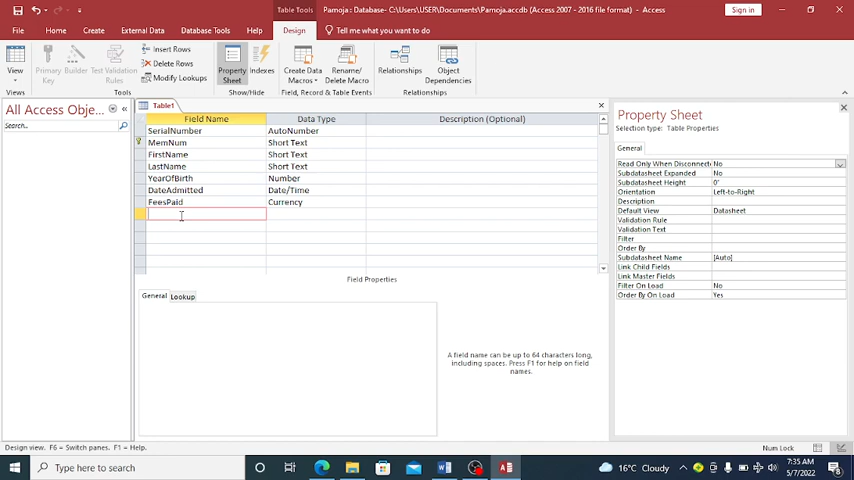 Table Tools
Pamoja : Database- C:\Users\USER\Documents\Pamoja.accdb (Access 2007 - 2016 file format) - Access
Sign in
File
Home
Create
External Data
Database Tools
Help
Design
Tell me what you want to do
View
Primary Key
Builder
Test Validation Rules
Insert Rows
Delete Rows
Modify Lookups
Property Sheet
Indexes
Create Data Macros
Rename/ Delete Macro
Relationships
Object Dependencies
Views
Tools
Show/Hide
Field, Record & Table Events
Relationships
All Access Obje...
Search...
Table1
Field Name Data Type Description (Optional)
SerialNumber AutoNumber
MemNum Short Text
FirstName Short Text
LastName Short Text
YearOfBirth Number
DateAdmitted Date/Time
FeesPaid Currency
Field Properties
General Lookup
A field name can be up to 64 characters long,
including spaces. Press F1 for help on field
names.
Property Sheet
Selection type: Table Properties
General
Read Only When Disconnect No
Subdatasheet Expanded No
Subdatasheet Height 0"
Orientation Left-to-Right
Description
Default View Datasheet
Validation Rule
Validation Text
Filter
Order By
Subdatasheet Name [Auto]
Link Child Fields
Link Master Fields
Filter On Load No
Order By On Load Yes
Design view. F6 = Switch panes. F1 = Help.
Num Lock
Type here to search
16°C Cloudy
7:35 AM
5/7/2022